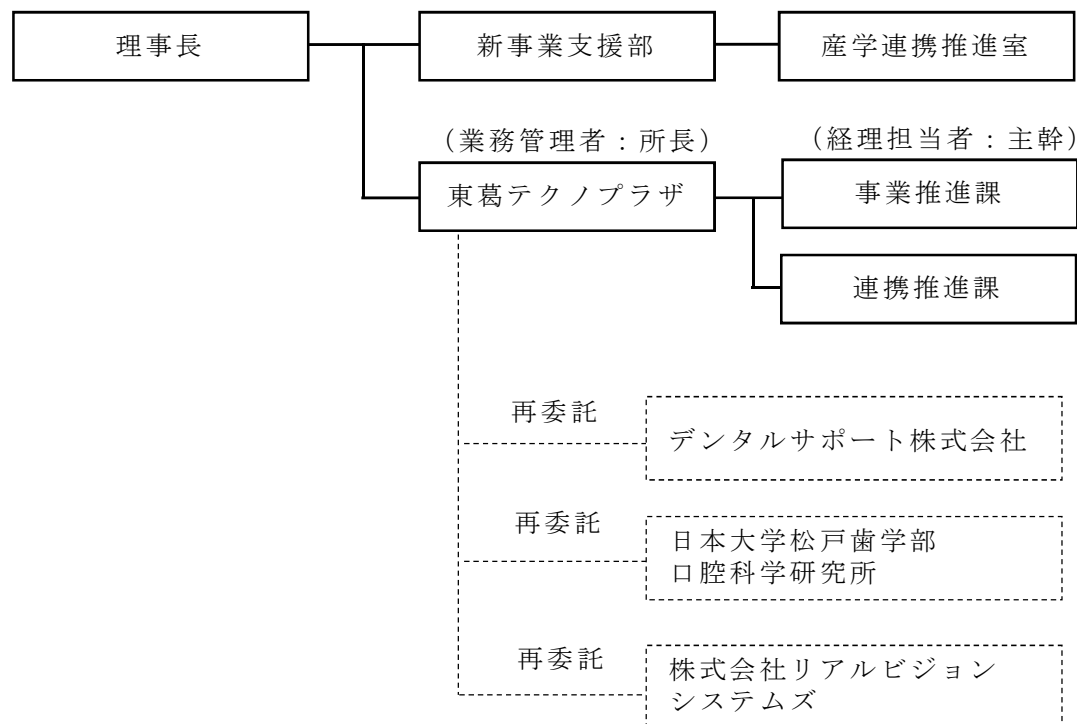 理事長
新事業支援部
産学連携推進室
(業務管理者:所長)
(経理担当者:主幹)
東葛テクノプラザ
事業推進課
連携推進課
再委託
デンタルサポート株式会社
再委託
日本大学松戸歯学部
口腔科学研究所
再委託
株式会社リアルビジョン
システムズ